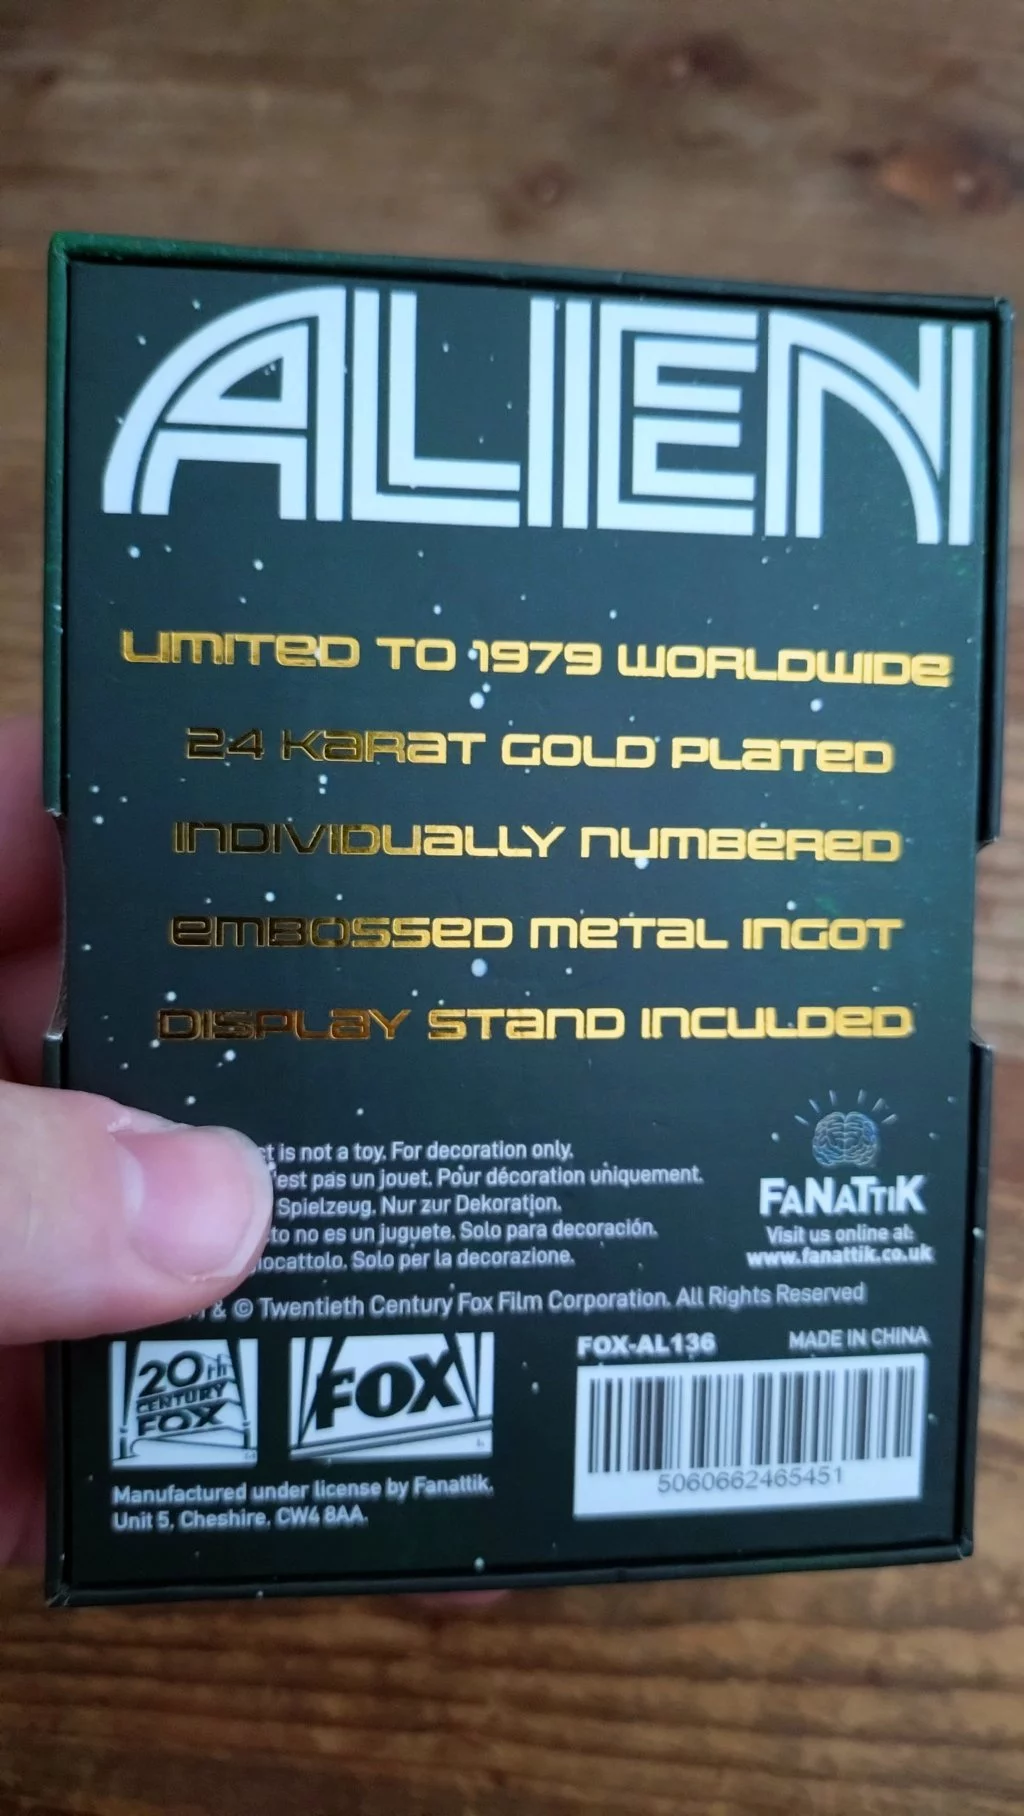 ALIEN
LIMITED TO 1979 WORLDWIDE
24 KARAT GOLD PLATED
INDIVIDUALLY NUMBERED
EMBOSSED METAL INGOT
DISPLAY STAND INCULDED
is not a toy. For decoration only.
'est pas un jouet. Pour décoration uniquement.
Spielzeug. Nur zur Dekoration.
no es un juguete. Solo para decoración.
Solo per la decorazione.
FANATTIK
Visit us online at:
www.fanattik.co.uk
& © Twentieth Century Fox Film Corporation. All Rights Reserved
20th
CENTURY
FOX
FOX
FOX-AL136
MADE IN CHINA
5060662465451
Manufactured under license by Fanattik.
Unit 5, Cheshire, CW4 8AA.